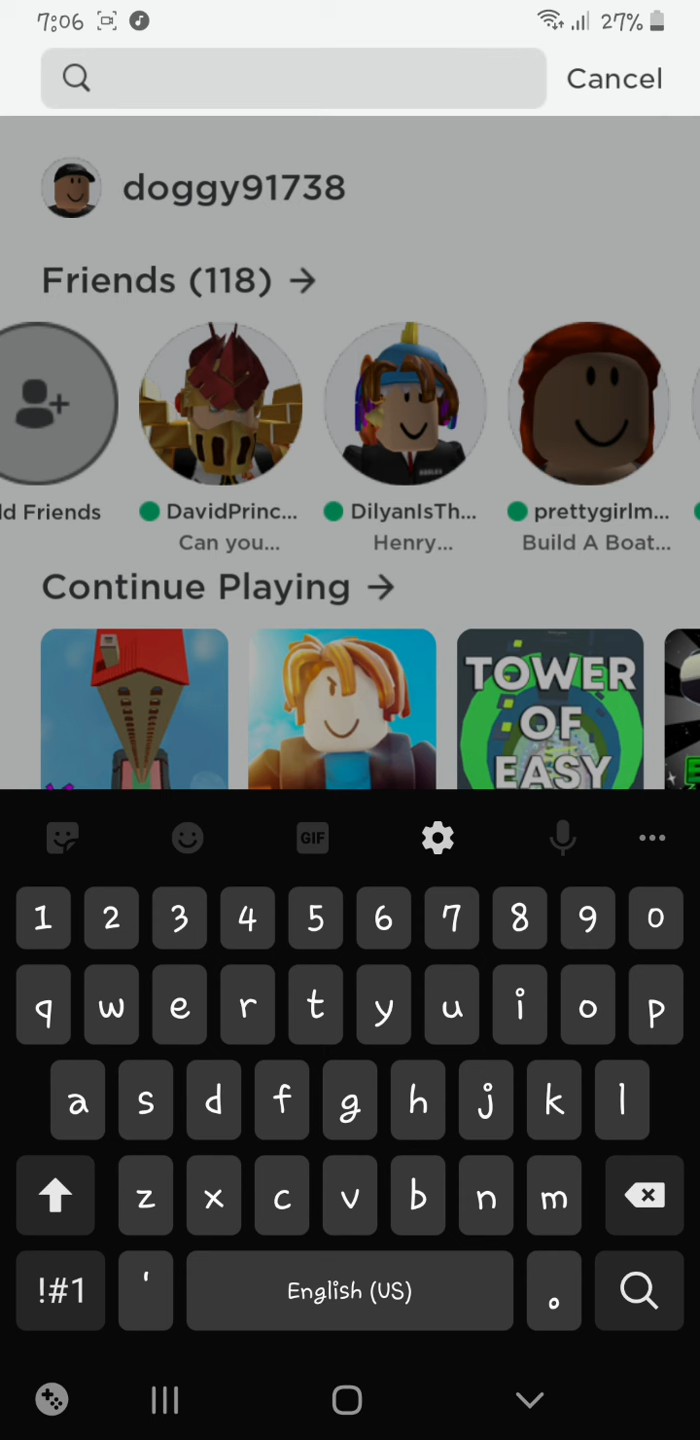 7:06 27%
Cancel
doggy91738
Friends (118) →
ld Friends DavidPrinc... DilyanIsTh... prettygirlm...
Can you... Henry... Build A Boat...
Continue Playing →
TOWER
OF
EASY
GIF
1 2 3 4 5 6 7 8 9 0
q w e r t y u i o p
a s d f g h j k l
z x c v b n m
!#1 ' English (US) .